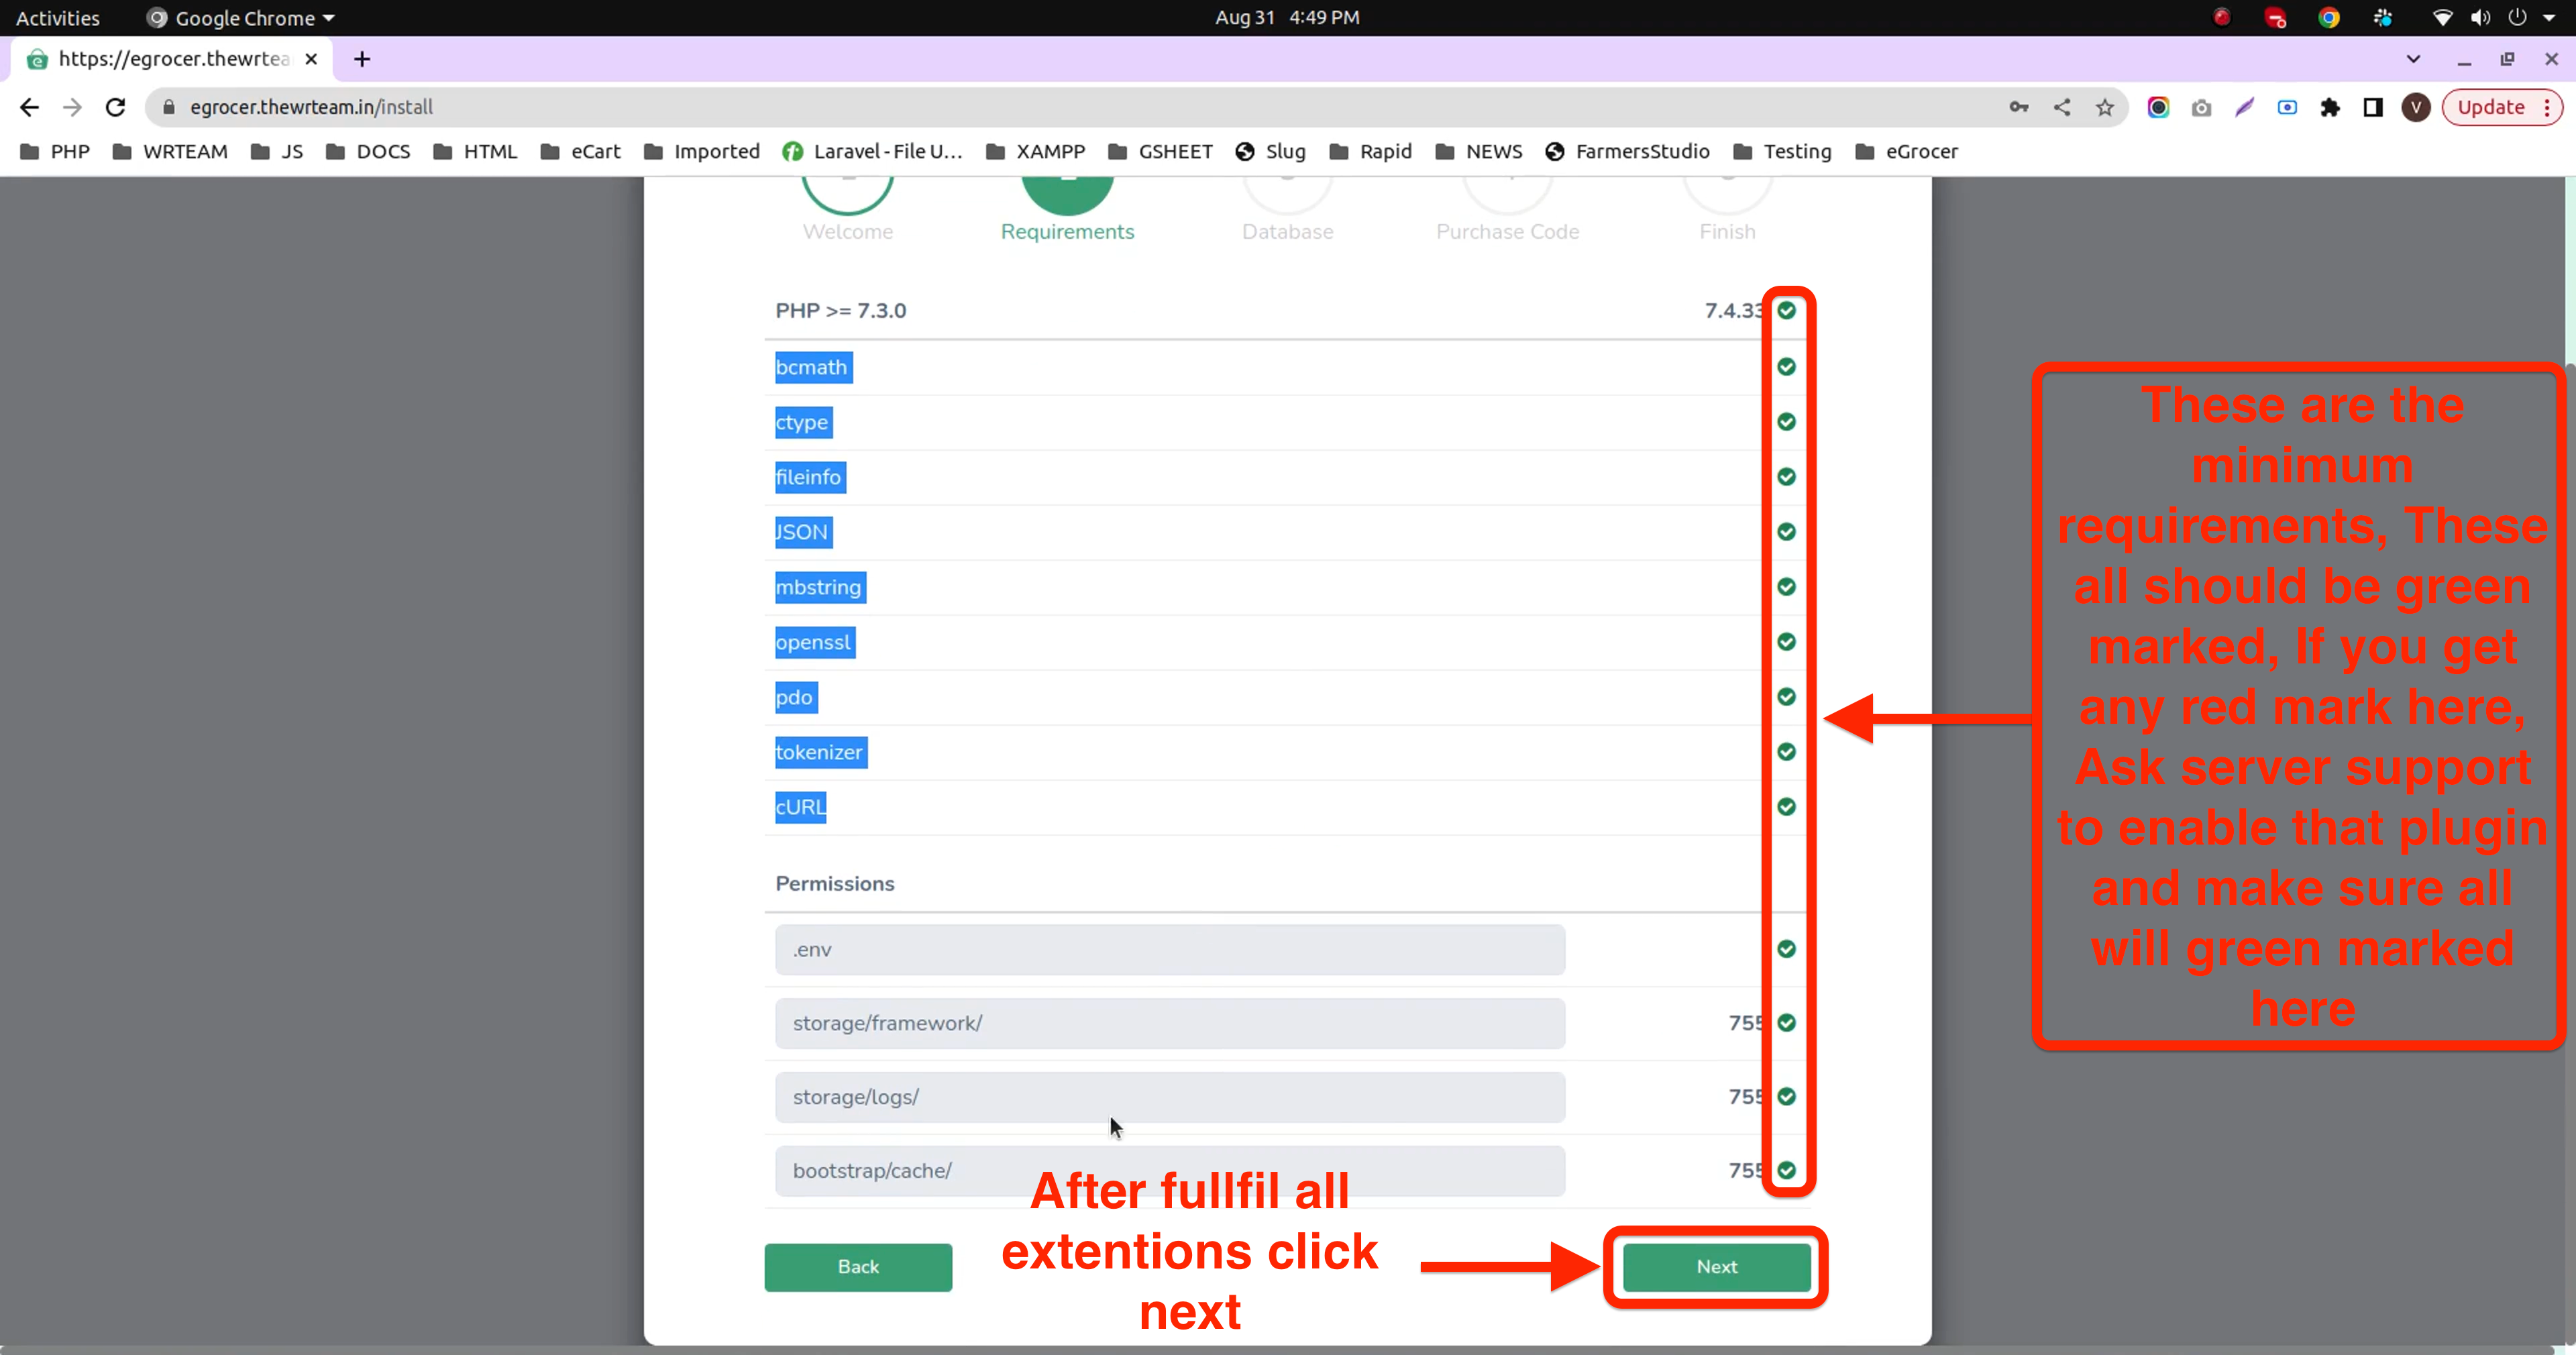 Activities Google Chrome Aug 31 4:49 PM
https://egrocer.thewrtea
egrocer.thewrteam.in/install V Update
PHP WRTEAM JS DOCS HTML eCart Imported Laravel - File U... XAMPP GSHEET Slug Rapid NEWS FarmersStudio Testing eGrocer
Welcome Requirements Database Purchase Code Finish
PHP >= 7.3.0 7.4.33
bcmath
ctype
fileinfo
JSON
mbstring
openssl
pdo
tokenizer
cURL
Permissions
.env
storage/framework/ 755
storage/logs/ 755
bootstrap/cache/ 755
These are the
minimum
requirements, These
all should be green
marked, If you get
any red mark here,
Ask server support
to enable that plugin
and make sure all
will green marked
here
After fullfil all
extentions click
next
Back Next